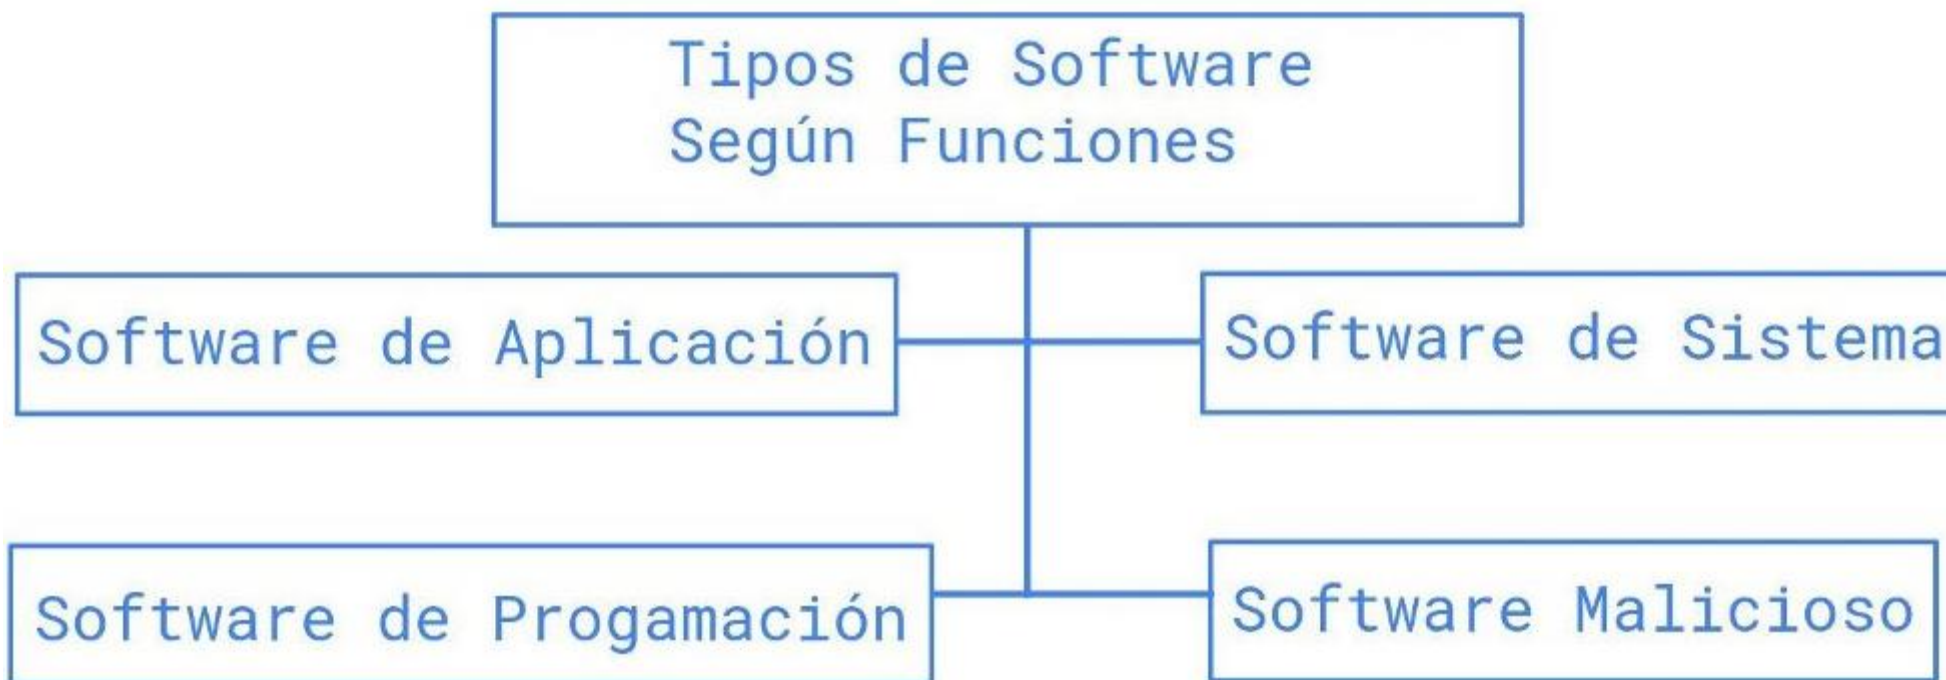 Tipos de Software
Según Funciones
Software de Aplicación
Software de Sistema
Software de Progamación
Software Malicioso